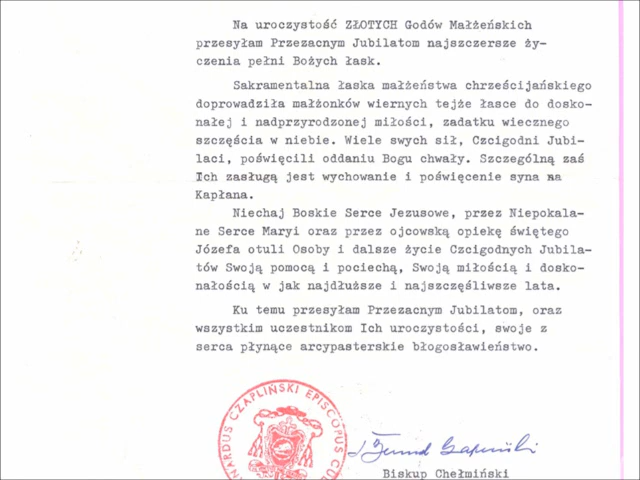 Na uroczystość ZŁOTYCH Godów Małżeńskich
przesyłam Przezacnym Jubilatom najszczersze ży-
czenia pełni Bożych łask.
Sakramentalna łaska małżeństwa chrześcijańskiego
doprowadziła małżonków wiernych tejże łasce do dosko-
nałej i nadprzyrodzonej miłości, zadatku wiecznego
szczęścia w niebie. Wiele swych sił, Czcigodni Jubi-
laci, poświęcili oddaniu Bogu chwały. Szczególną zaś
Ich zasługą jest wychowanie i poświęcenie syna na
Kapłana.
Niechaj Boskie Serce Jezusowe, przez Niepokala-
ne Serce Maryi oraz przez ojcowską opiekę świętego
Józefa otuli Osoby i dalsze życie Czcigodnych Jubila-
tów Swoją pomocą i pociechą, Swoją miłością i dosko-
nałością w jak najdłuższe i najszczęśliwsze lata.
Ku temu przesyłam Przezacnym Jubilatom, oraz
wszystkim uczestnikom Ich uroczystości, swoje z
serca płynące arcypasterskie błogosławieństwo.
CZAPLIŃSKI EPISCOPUS
Biskup Chełmiński